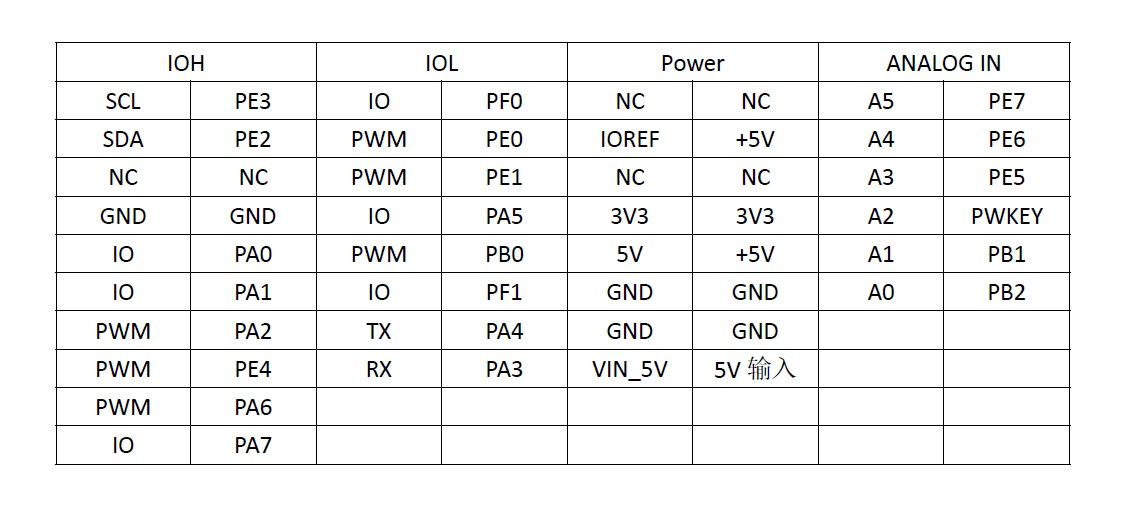 IOH IOL Power ANALOG IN
SCL PE3 IO PF0 NC NC A5 PE7
SDA PE2 PWM PE0 IOREF +5V A4 PE6
NC NC PWM PE1 NC NC A3 PE5
GND GND IO PA5 3V3 3V3 A2 PWKEY
IO PA0 PWM PB0 5V +5V A1 PB1
IO PA1 IO PF1 GND GND A0 PB2
PWM PA2 TX PA4 GND GND
PWM PE4 RX PA3 VIN_5V 5V 输入
PWM PA6
IO PA7